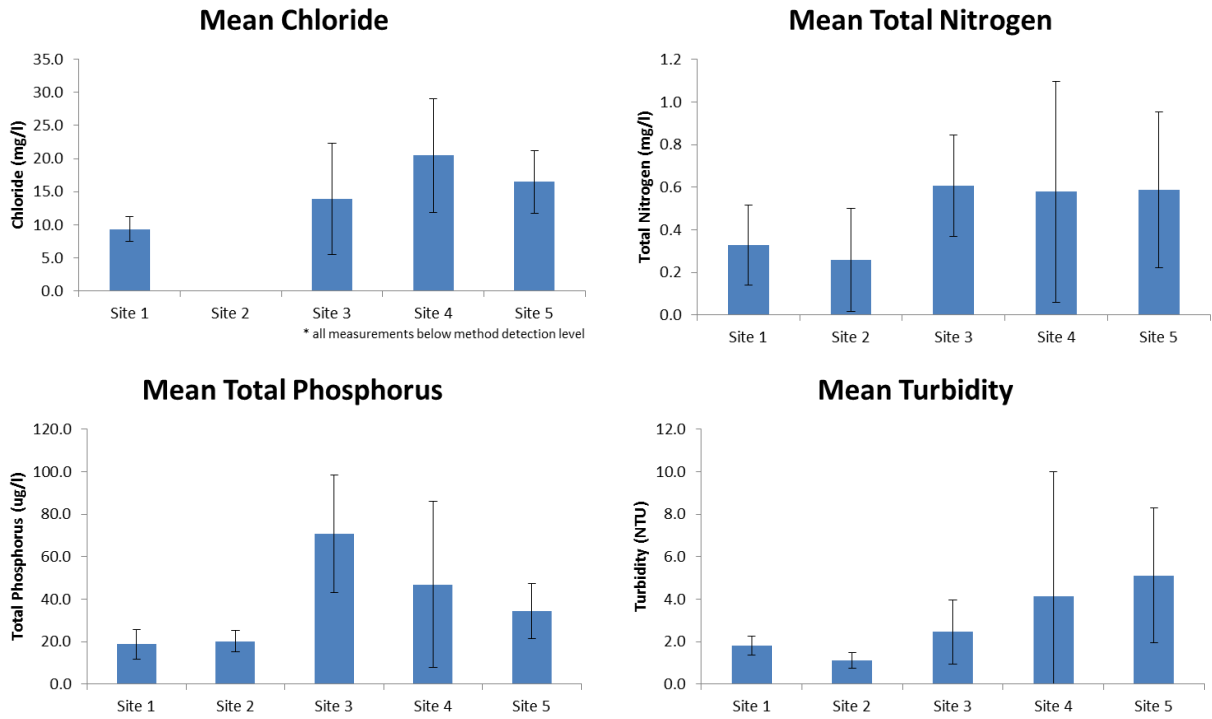 Mean Chloride
35.0
30.0
25.0
20.0
15.0
10.0
5.0
0.0
Chloride (mg/l)
Site 1 Site 2 Site 3 Site 4 Site 5
* all measurements below method detection level
Mean Total Nitrogen
1.2
1.0
0.8
0.6
0.4
0.2
0.0
Total Nitrogen (mg/l)
Site 1 Site 2 Site 3 Site 4 Site 5
Mean Total Phosphorus
120.0
100.0
80.0
60.0
40.0
20.0
0.0
Total Phosphorus (ug/l)
Site 1 Site 2 Site 3 Site 4 Site 5
Mean Turbidity
12.0
10.0
8.0
6.0
4.0
2.0
0.0
Turbidity (NTU)
Site 1 Site 2 Site 3 Site 4 Site 5